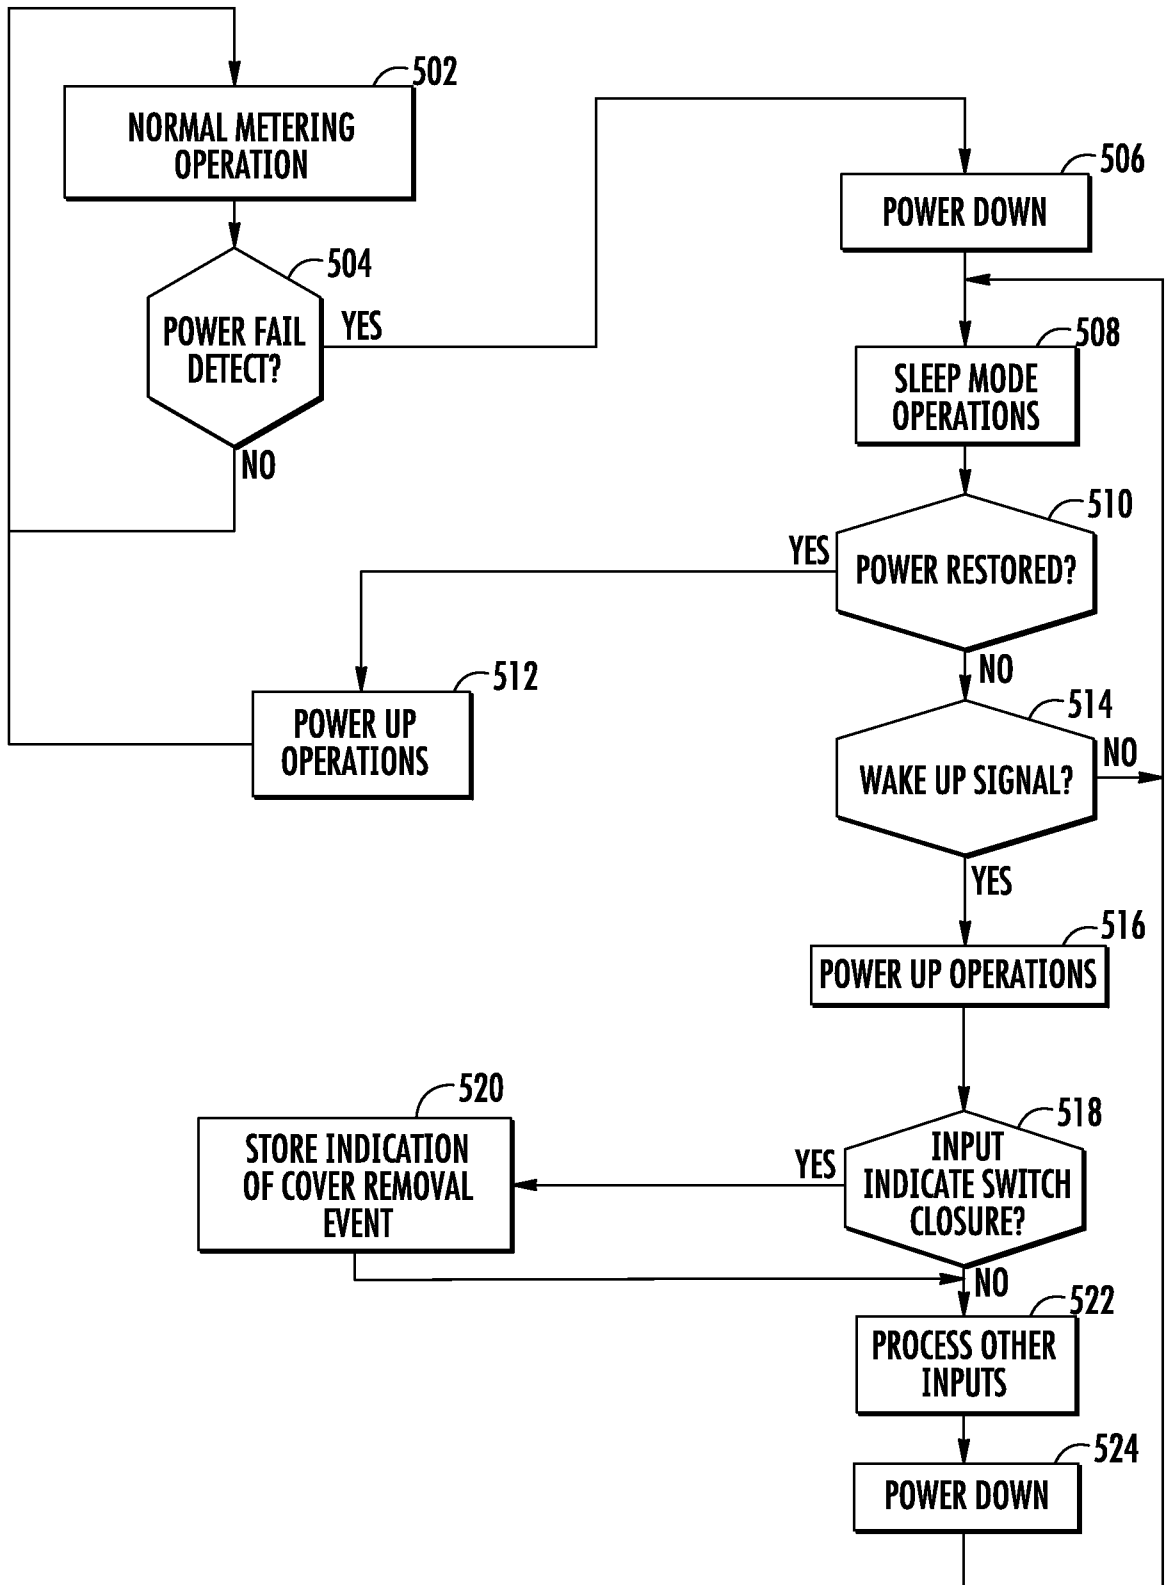 502
NORMAL METERING
OPERATION
504
POWER FAIL
DETECT?
YES
NO
506
POWER DOWN
508
SLEEP MODE
OPERATIONS
510
POWER RESTORED?
YES
NO
512
POWER UP
OPERATIONS
514
WAKE UP SIGNAL?
NO
YES
516
POWER UP OPERATIONS
518
INPUT
INDICATE SWITCH
CLOSURE?
YES
NO
520
STORE INDICATION
OF COVER REMOVAL
EVENT
522
PROCESS OTHER
INPUTS
524
POWER DOWN